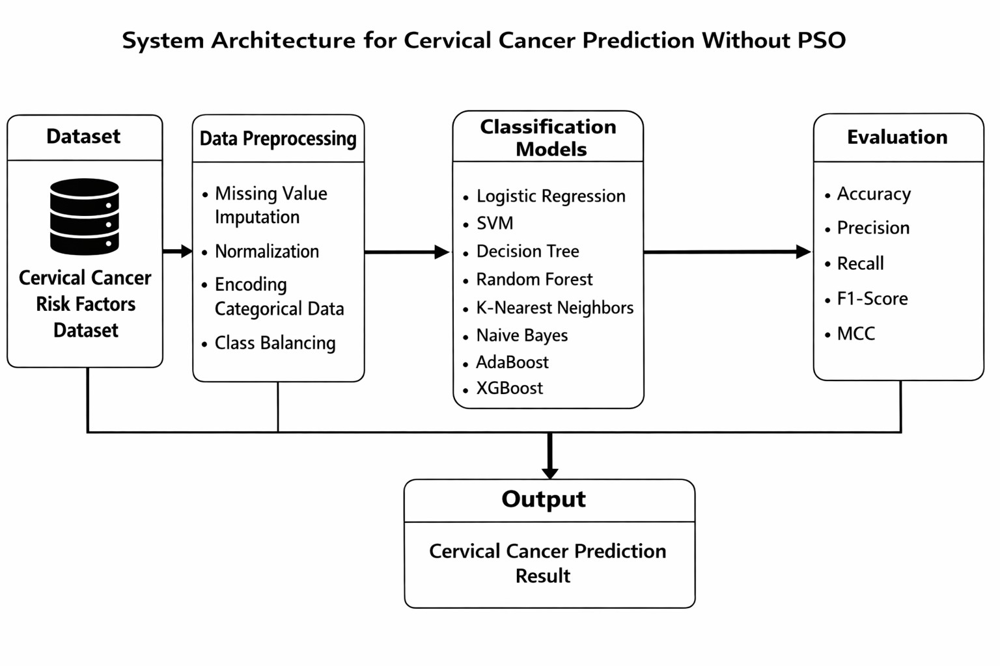 System Architecture for Cervical Cancer Prediction Without PSO
Dataset
Cervical Cancer
Risk Factors
Dataset
Data Preprocessing
• Missing Value
Imputation
• Normalization
• Encoding
Categorical Data
• Class Balancing
Classification
Models
• Logistic Regression
• SVM
• Decision Tree
• Random Forest
• K-Nearest Neighbors
• Naive Bayes
• AdaBoost
• XGBoost
Evaluation
• Accuracy
• Precision
• Recall
• F1-Score
• MCC
Output
Cervical Cancer Prediction
Result